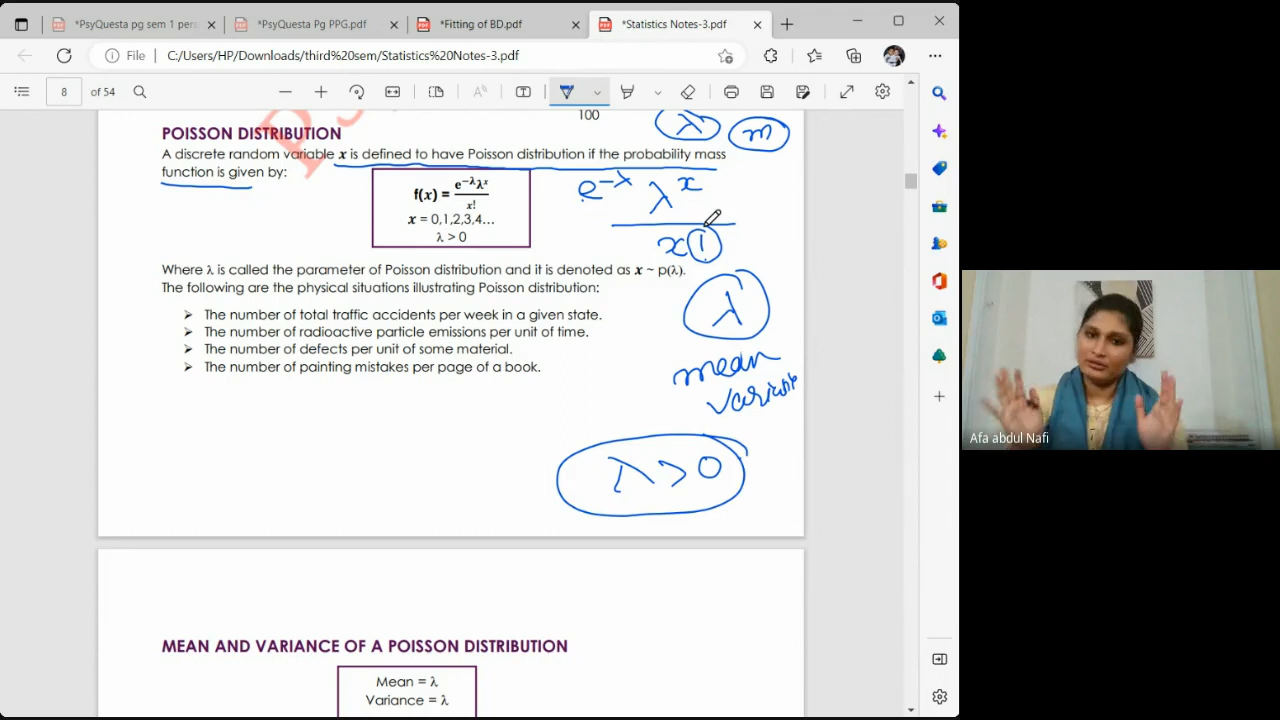 *PsyQuesta pg sem 1 pers
*PsyQuesta Pg PPG.pdf
*Fitting of BD.pdf
*Statistics Notes-3.pdf
File
C:/Users/HP/Downloads/third%20sem/Statistics%20Notes-3.pdf
8 of 54
100
λ m
POISSON DISTRIBUTION
A discrete random variable x is defined to have Poisson distribution if the probability mass
function is given by:
f(x) = e^−λ λ^x / x!
x = 0,1,2,3,4...
λ > 0
e^−λ λ^x
x!
Where λ is called the parameter of Poisson distribution and it is denoted as x ~ p(λ).
The following are the physical situations illustrating Poisson distribution:
➢ The number of total traffic accidents per week in a given state.
➢ The number of radioactive particle emissions per unit of time.
➢ The number of defects per unit of some material.
➢ The number of painting mistakes per page of a book.
λ
mean
λ > 0
MEAN AND VARIANCE OF A POISSON DISTRIBUTION
Mean = λ
Variance = λ
Afa abdul Nafi